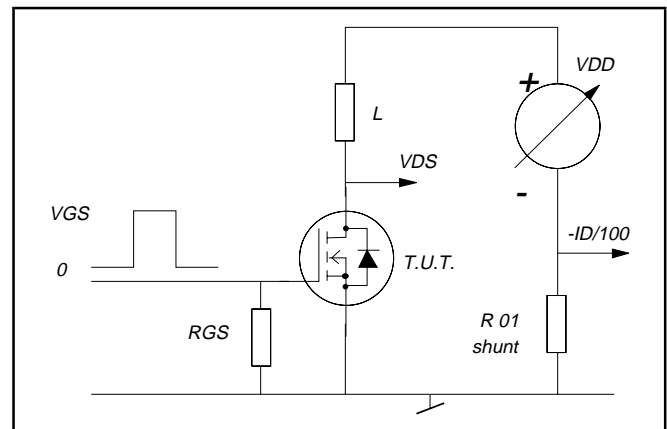 +
VDD
L
VDS
-
VGS
-ID/100
0
T.U.T.
RGS
R 01
shunt